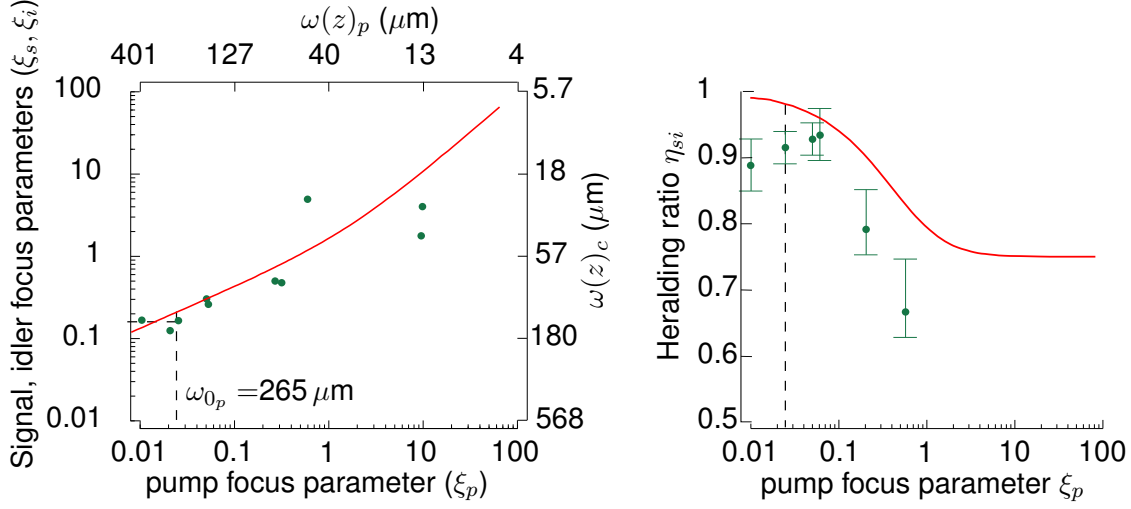 ω(z)ₚ (μm)
401 127 40 13 4
Signal, idler focus parameters (ξₛ, ξᵢ)
100
10
1
0.1
0.01
5.7
18
57
180
568
ω(z)_c (μm)
ω₀ₚ =265 μm
0.01 0.1 1 10 100
pump focus parameter (ξₚ)
Heralding ratio ηₛᵢ
1
0.9
0.8
0.7
0.6
0.5
0.01 0.1 1 10 100
pump focus parameter ξₚ